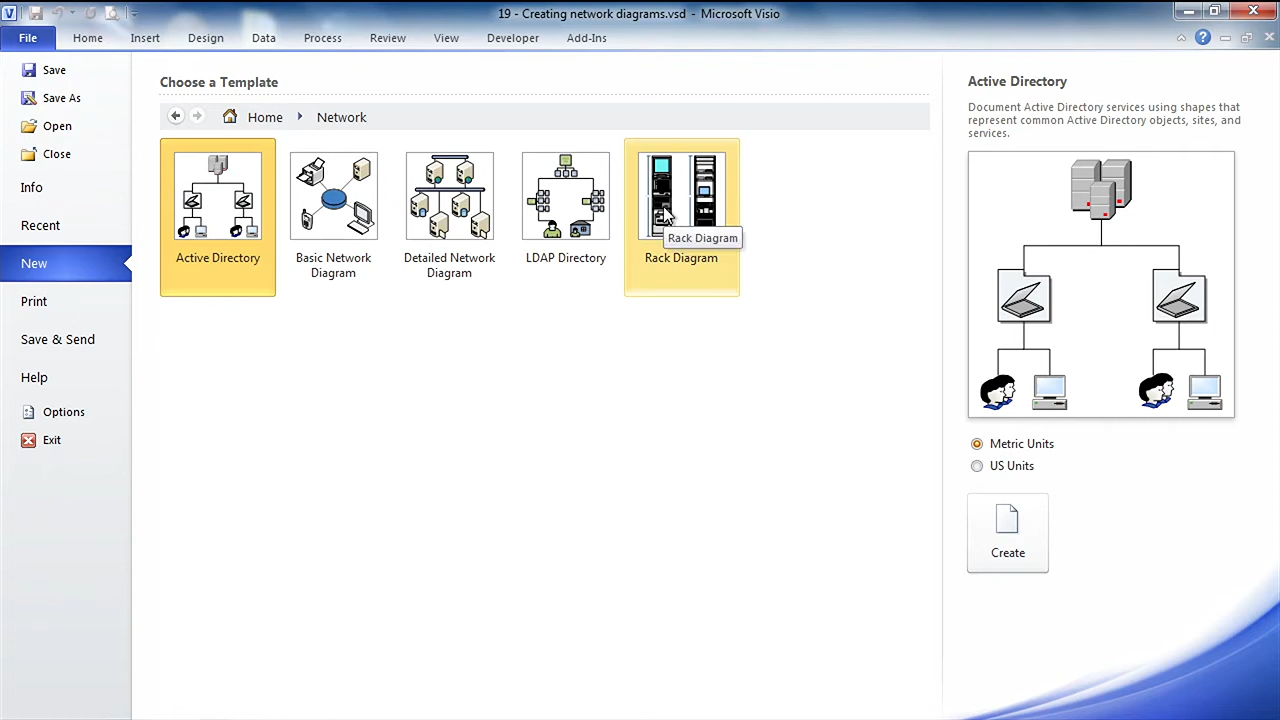 19 - Creating network diagrams.vsd - Microsoft Visio
File Home Insert Design Data Process Review View Developer Add-Ins
Save
Save As
Open
Close
Info
Recent
New
Print
Save & Send
Help
Options
Exit
Choose a Template
Home Network
Active Directory
Basic Network
Diagram
Detailed Network
Diagram
LDAP Directory
Rack Diagram
Rack Diagram
Active Directory
Document Active Directory services using shapes that
represent common Active Directory objects, sites, and
services.
Metric Units
US Units
Create